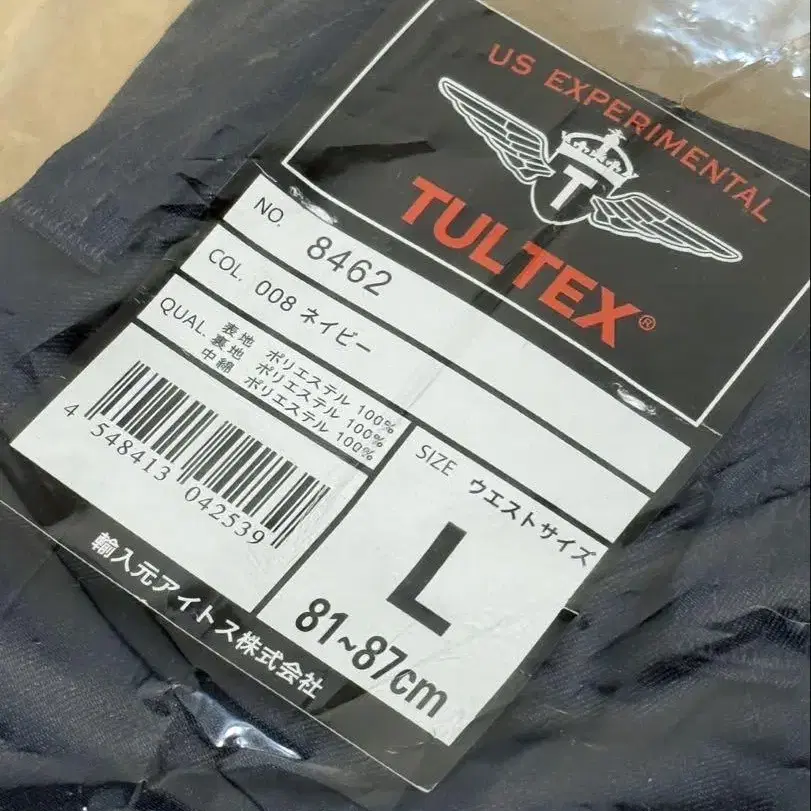 US EXPERIMENTAL
T
TULTEX®
NO. 8462
COL. 008 ネイビー
QUAL. 表地 ポリエステル 100%
裏地 ポリエステル 100%
中綿 ポリエステル 100%
4 548413 042539
SIZE ウエストサイズ
L
81~87cm
輸入元アイトス株式会社